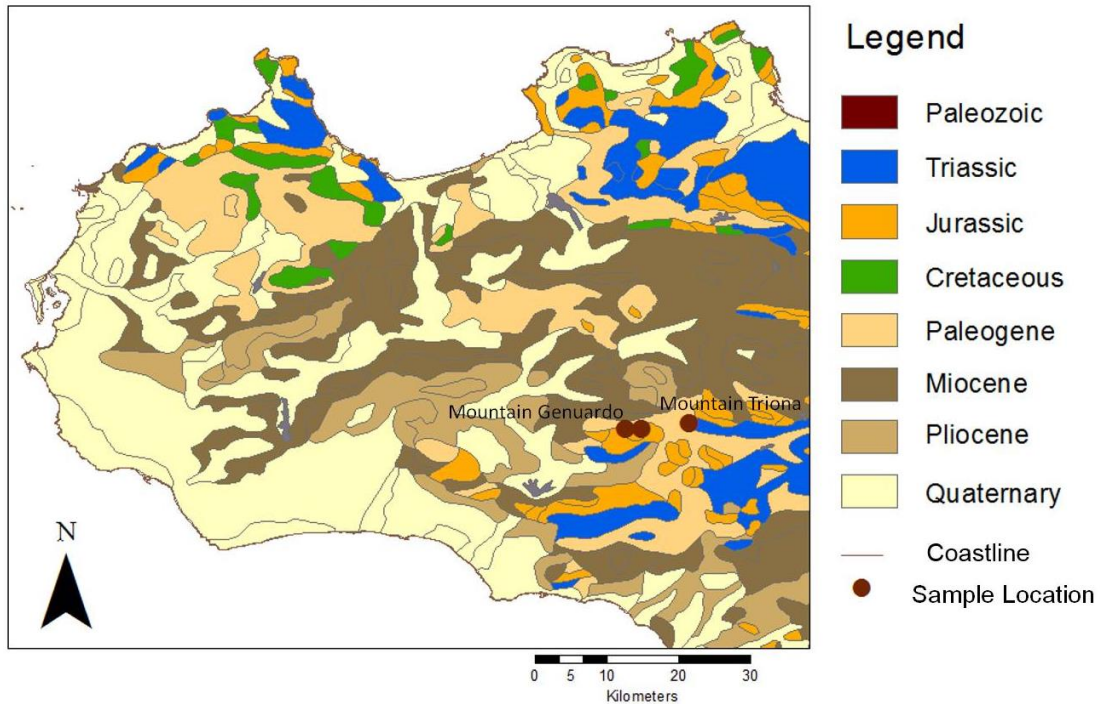 Legend
Paleozoic
Triassic
Jurassic
Cretaceous
Paleogene
Miocene
Pliocene
Quaternary
Coastline
Sample Location
Mountain Genuardo
Mountain Triona
N
0 5 10 20 30
Kilometers